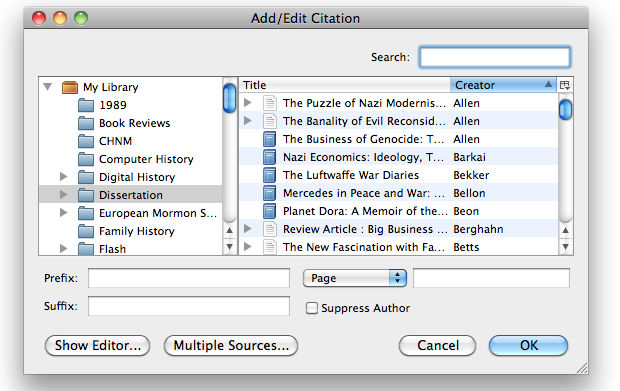 Add/Edit Citation
Search:
My Library
1989
Book Reviews
CHNM
Computer History
Digital History
Dissertation
European Mormon S...
Family History
Flash
Title Creator
The Puzzle of Nazi Modernis... Allen
The Banality of Evil Reconsid... Allen
The Business of Genocide: T... Allen
Nazi Economics: Ideology, T... Barkai
The Luftwaffe War Diaries Bekker
Mercedes in Peace and War: ... Bellon
Planet Dora: A Memoir of the... Beon
Review Article : Big Business ... Berghahn
The New Fascination with Fa... Betts
Prefix: Page
Suffix: Suppress Author
Show Editor... Multiple Sources... Cancel OK